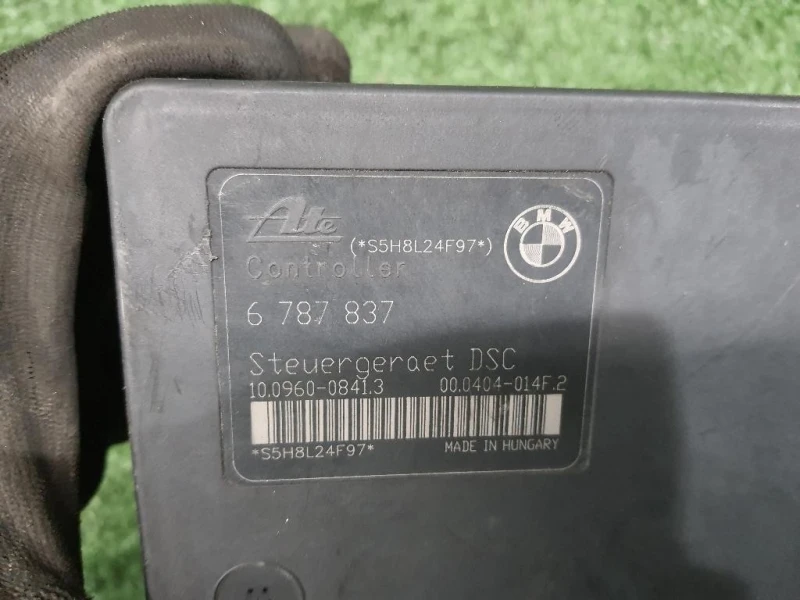 Ate (*S5H8L24F97*) BMW
Controller
6 787 837
Steuergeraet DSC
10.0960-0841.3 00.0404-014F.2
*S5H8L24F97* MADE IN HUNGARY